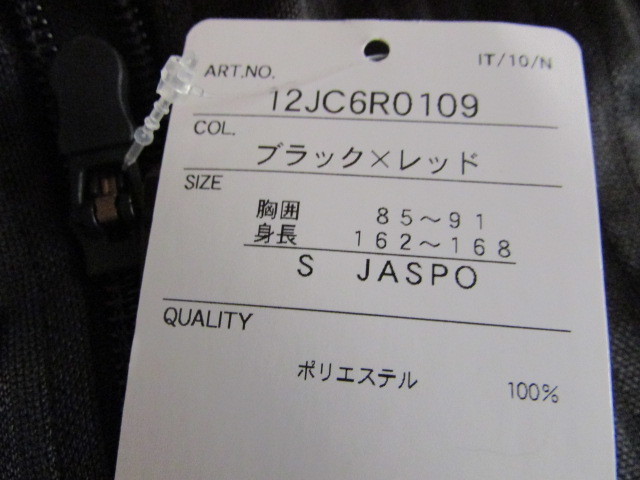 ART.NO.
IT/10/N
12JC6R0109
COL.
ブラック×レッド
SIZE
胸囲 85～91
身長 162～168
S JASPO
QUALITY
ポリエステル 100%